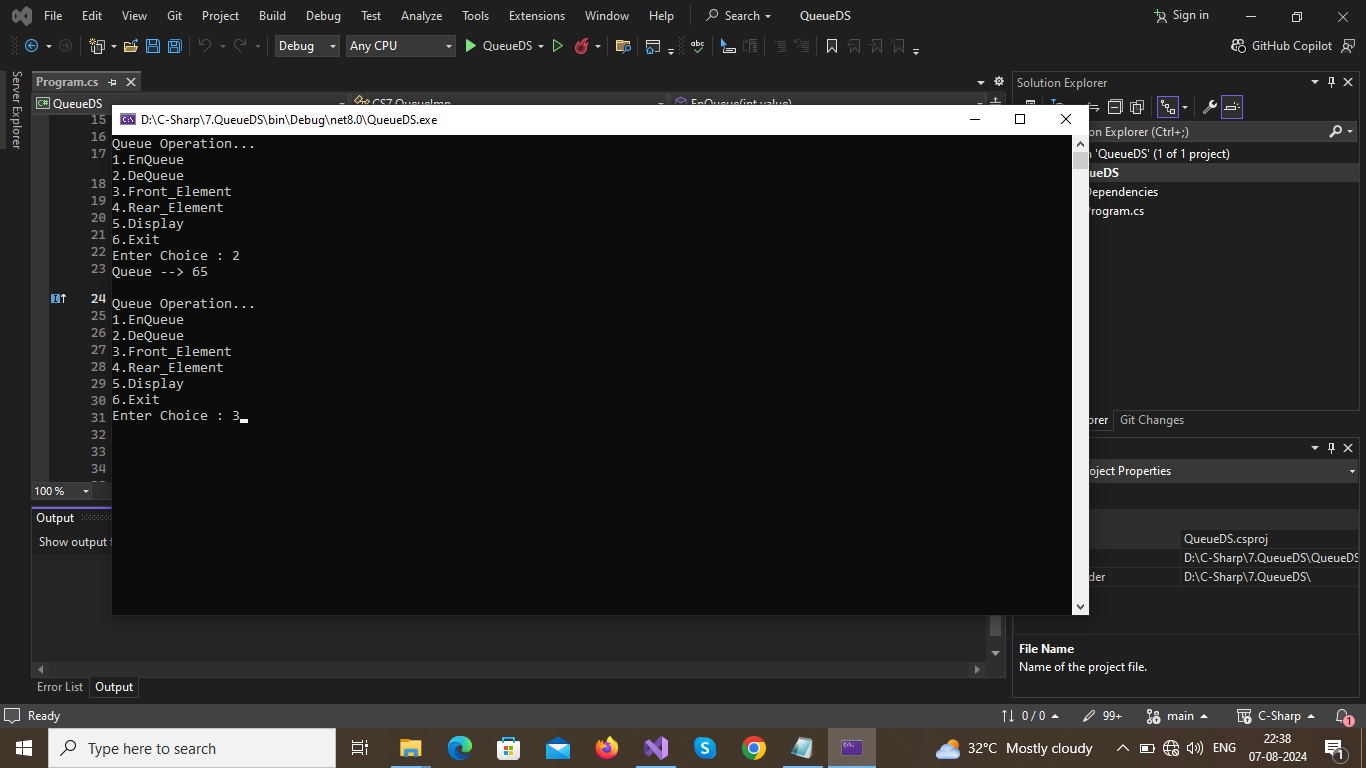 File Edit View Git Project Build Debug Test Analyze Tools Extensions Window Help Search QueueDS Sign in
Debug Any CPU QueueDS GitHub Copilot
Server Explorer
Program.cs
Solution Explorer
C# QueueDS CS7.QueueImp EnQueue(int value)
D:\C-Sharp\7.QueueDS\bin\Debug\net8.0\QueueDS.exe
on Explorer (Ctrl+;)
'QueueDS' (1 of 1 project)
ueDS
Dependencies
rogram.cs
15
16
17
18
19
20
21
22
23
24
25
26
27
28
29
30
31
32
33
34
Queue Operation...
1.EnQueue
2.DeQueue
3.Front_Element
4.Rear_Element
5.Display
6.Exit
Enter Choice : 2
Queue --> 65
Queue Operation...
1.EnQueue
2.DeQueue
3.Front_Element
4.Rear_Element
5.Display
6.Exit
Enter Choice : 3
orer Git Changes
oject Properties
QueueDS.csproj
D:\C-Sharp\7.QueueDS\QueueDS
der D:\C-Sharp\7.QueueDS\
File Name
Name of the project file.
100 %
Output
Show output
Error List Output
Ready 0 / 0 99+ main C-Sharp 1
Type here to search 32°C Mostly cloudy ENG 22:38 07-08-2024 1